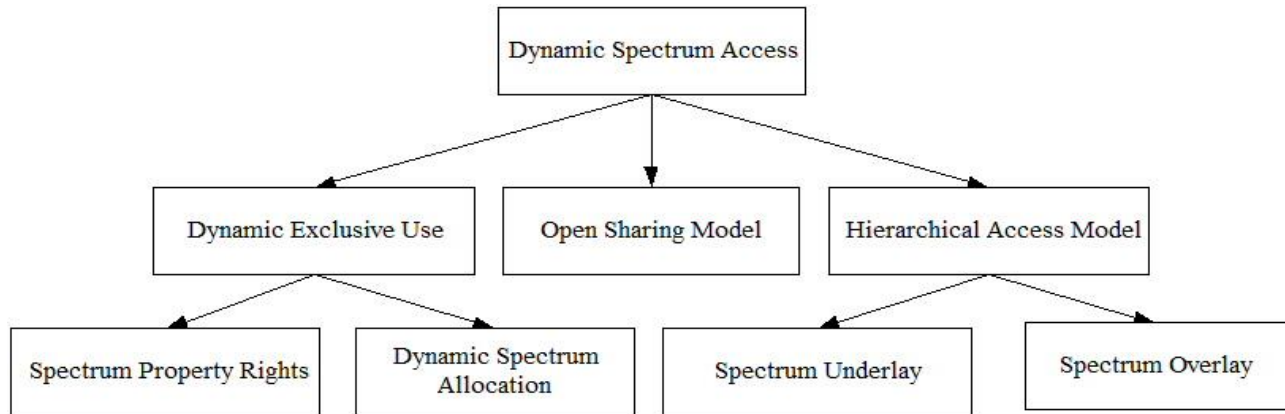 Dynamic Spectrum Access
Dynamic Exclusive Use
Open Sharing Model
Hierarchical Access Model
Spectrum Property Rights
Dynamic Spectrum
Allocation
Spectrum Underlay
Spectrum Overlay